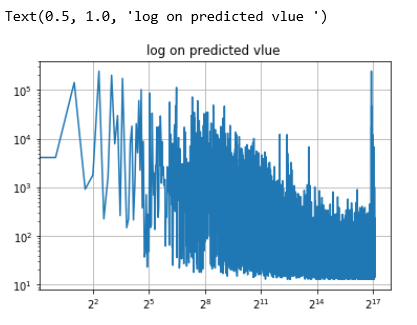 Text(0.5, 1.0, 'log on predicted vlue ')
log on predicted vlue
10⁵
10⁴
10³
10²
10¹
2² 2⁵ 2⁸ 2¹¹ 2¹⁴ 2¹⁷